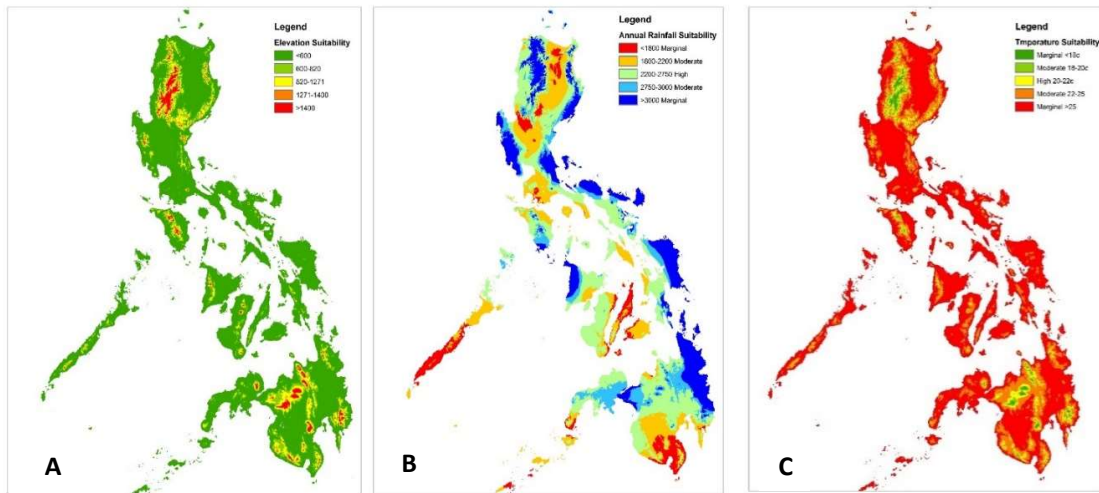 Legend
Elevation Suitability
<600
600-820
820-1271
1271-1400
>1400
A
Legend
Annual Rainfall Suitability
<1800 Marginal
1800-2200 Moderate
2200-2750 High
2750-3000 Moderate
>3000 Marginal
B
Legend
Tmporature Suitability
Marginal <18c
Moderate 18-20c
High 20-22c
Moderate 22-25
Marginal >25
C